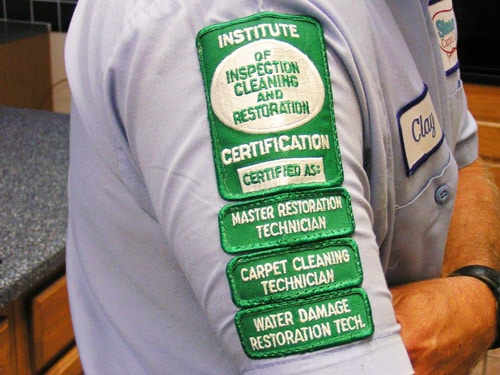 INSTITUTE
OF
INSPECTION
CLEANING
AND
RESTORATION
CERTIFICATION
CERTIFIED AS:
MASTER RESTORATION
TECHNICIAN
CARPET CLEANING
TECHNICIAN
WATER DAMAGE
RESTORATION TECH.
Clay